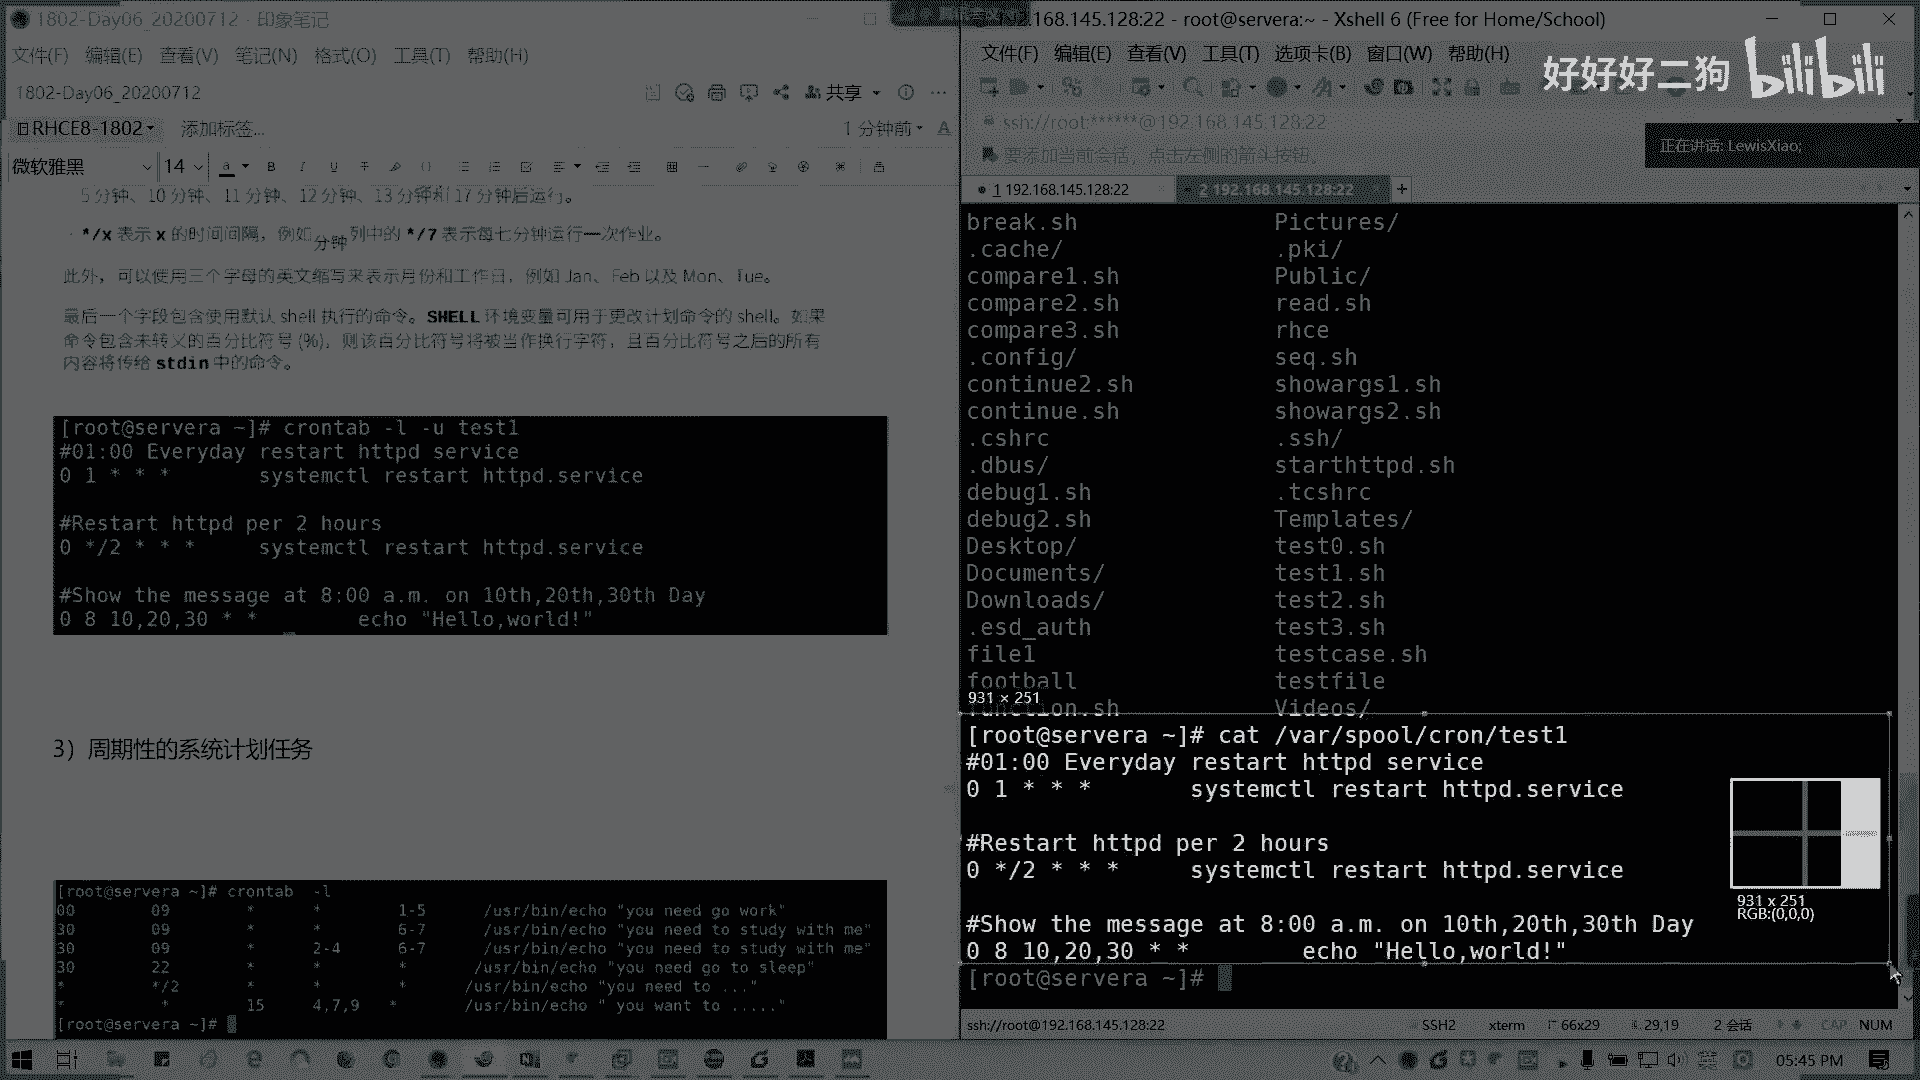 1802-Day06_20200712 - 印象笔记
文件(F) 编辑(E) 查看(V) 笔记(N) 格式(O) 工具(T) 帮助(H)
1802-Day06_20200712
共享
RHCE8-1802 添加标签...
1 分钟前
微软雅黑 14
5 分钟、10 分钟、11 分钟、12 分钟、13 分钟和 17 分钟后运行。
· */x 表示 x 的时间间隔，例如分钟列中的 */7 表示每七分钟运行一次作业。
此外，可以使用三个字母的英文缩写来表示月份和工作日，例如 Jan、Feb 以及 Mon、Tue。
最后一个字段包含使用默认 shell 执行的命令。SHELL 环境变量可用于更改计划命令的 shell。如果
命令包含未转义的百分比符号 (%)，则该百分比符号将被当作换行字符，且百分比符号之后的所有
内容将传给 stdin 中的命令。
[root@servera ~]# crontab -l -u test1
#01:00 Everyday restart httpd service
0 1 * * * systemctl restart httpd.service
#Restart httpd per 2 hours
0 */2 * * * systemctl restart httpd.service
#Show the message at 8:00 a.m. on 10th,20th,30th Day
0 8 10,20,30 * * echo "Hello,world!"
3）周期性的系统计划任务
[root@servera ~]# crontab -l
00 09 * * 1-5 /usr/bin/echo "you need go work"
30 09 * * 6-7 /usr/bin/echo "you need to study with me"
30 09 * 2-4 6-7 /usr/bin/echo "you need to study with me"
30 22 * * * /usr/bin/echo "you need go to sleep"
* */2 * * * /usr/bin/echo "you need to ..."
* * 15 4,7,9 * /usr/bin/echo " you want to ....."
[root@servera ~]#
192.168.145.128:22 - root@servera:~ - Xshell 6 (Free for Home/School)
文件(F) 编辑(E) 查看(V) 工具(T) 选项卡(B) 窗口(W) 帮助(H)
好好好二狗 bilibili
ssh://root:******@192.168.145.128:22
要添加当前会话，点击左侧的箭头按钮。
正在讲话: LewisXiao;
1 192.168.145.128:22
2 192.168.145.128:22
break.sh Pictures/
.cache/ .pki/
compare1.sh Public/
compare2.sh read.sh
compare3.sh rhce
.config/ seq.sh
continue2.sh showargs1.sh
continue.sh showargs2.sh
.cshrc .ssh/
.dbus/ starthttpd.sh
debug1.sh .tcshrc
debug2.sh Templates/
Desktop/ test0.sh
Documents/ test1.sh
Downloads/ test2.sh
.esd_auth test3.sh
file1 testcase.sh
football testfile
931 × 251
function.sh Videos/
[root@servera ~]# cat /var/spool/cron/test1
#01:00 Everyday restart httpd service
0 1 * * * systemctl restart httpd.service
#Restart httpd per 2 hours
0 */2 * * * systemctl restart httpd.service
#Show the message at 8:00 a.m. on 10th,20th,30th Day
0 8 10,20,30 * * echo "Hello,world!"
[root@servera ~]#
931 x 251
RGB:(0,0,0)
ssh://root@192.168.145.128:22 SSH2 xterm 66x29 29,19 2 会话 CAP NUM
05:45 PM